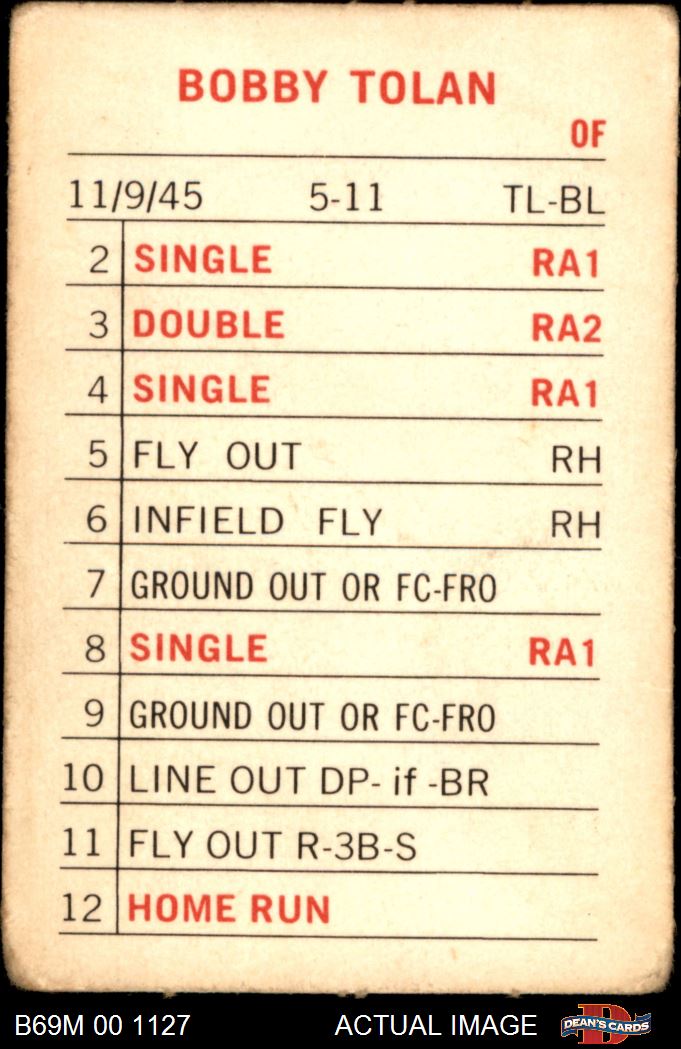 BOBBY TOLAN
OF
11/9/45 5-11 TL-BL
2 SINGLE RA1
3 DOUBLE RA2
4 SINGLE RA1
5 FLY OUT RH
6 INFIELD FLY RH
7 GROUND OUT OR FC-FRO
8 SINGLE RA1
9 GROUND OUT OR FC-FRO
10 LINE OUT DP- if -BR
11 FLY OUT R-3B-S
12 HOME RUN
B69M 00 1127 ACTUAL IMAGE D DEAN'S CARDS